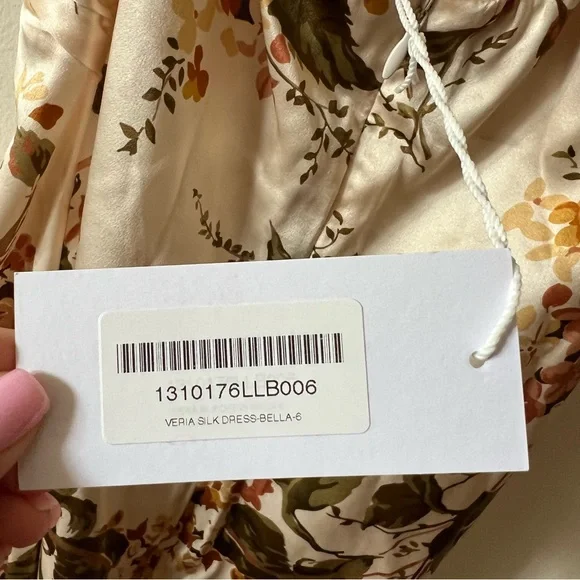 1310176LLB006
VERIA SILK DRESS-BELLA-6